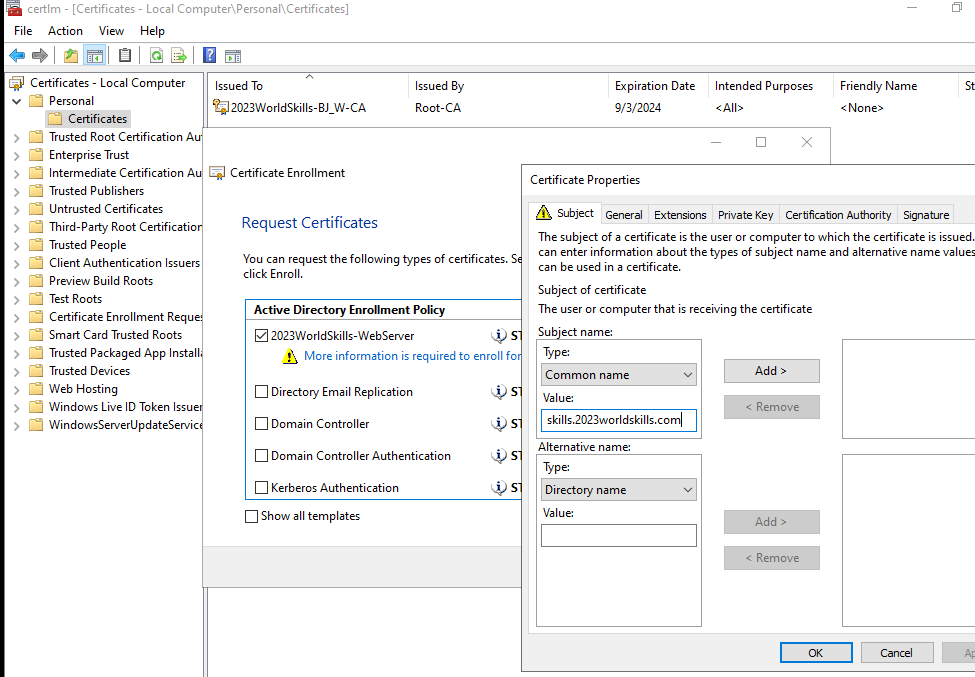 certlm - [Certificates - Local Computer\Personal\Certificates]
File Action View Help
Certificates - Local Computer
Personal
Certificates
Trusted Root Certification Au
Enterprise Trust
Intermediate Certification Au
Trusted Publishers
Untrusted Certificates
Third-Party Root Certification
Trusted People
Client Authentication Issuers
Preview Build Roots
Test Roots
Certificate Enrollment Reques
Smart Card Trusted Roots
Trusted Packaged App Installa
Trusted Devices
Web Hosting
Windows Live ID Token Issuer
WindowsServerUpdateService
Issued To Issued By Expiration Date Intended Purposes Friendly Name St
2023WorldSkills-BJ_W-CA Root-CA 9/3/2024 <All> <None>
Certificate Enrollment
Request Certificates
You can request the following types of certificates. Se
click Enroll.
Active Directory Enrollment Policy
2023WorldSkills-WebServer ST
More information is required to enroll for
Directory Email Replication ST
Domain Controller ST
Domain Controller Authentication ST
Kerberos Authentication ST
Show all templates
Certificate Properties
Subject General Extensions Private Key Certification Authority Signature
The subject of a certificate is the user or computer to which the certificate is issued.
can enter information about the types of subject name and alternative name values
can be used in a certificate.
Subject of certificate
The user or computer that is receiving the certificate
Subject name:
Type:
Common name
Value:
skills.2023worldskills.com
Add >
< Remove
Alternative name:
Type:
Directory name
Value:
Add >
< Remove
OK Cancel Ap